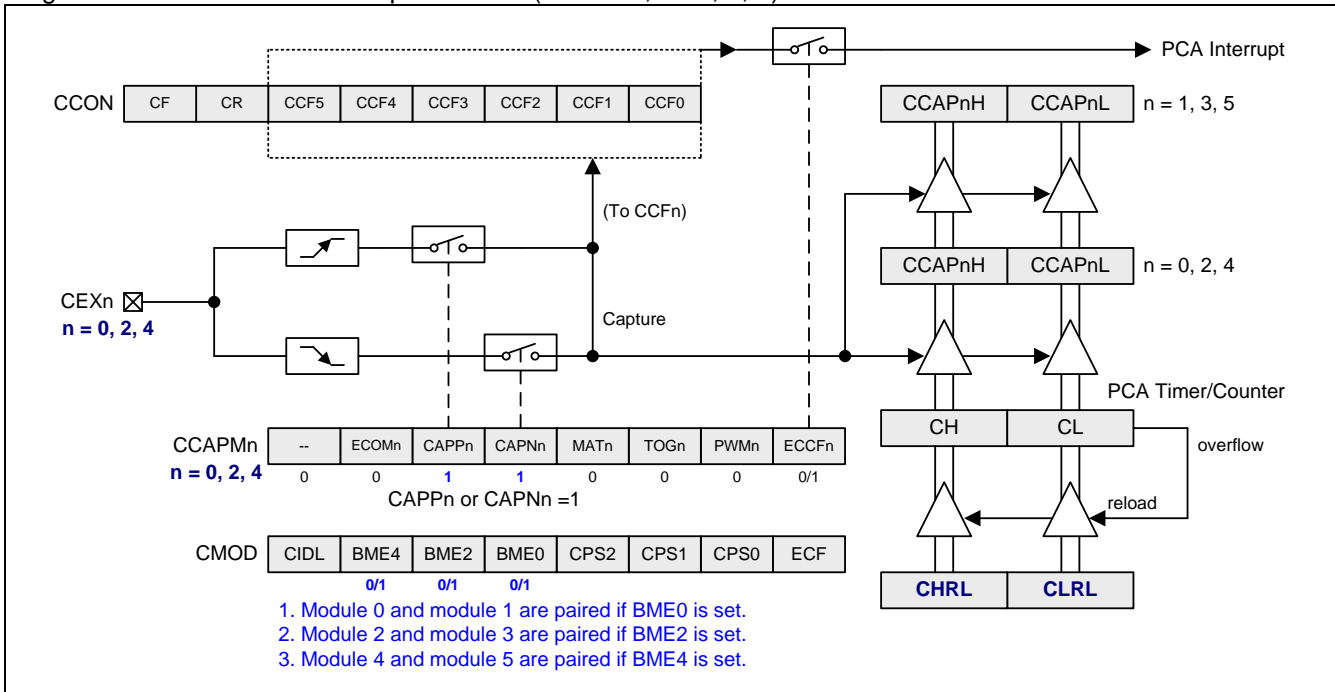 PCA Interrupt
CCON CF CR CCF5 CCF4 CCF3 CCF2 CCF1 CCF0
CCAPnH CCAPnL n = 1, 3, 5
(To CCFn)
CCAPnH CCAPnL n = 0, 2, 4
CEXn
n = 0, 2, 4
Capture
PCA Timer/Counter
CH CL
overflow
CCAPMn -- ECOMn CAPPn CAPNn MATn TOGn PWMn ECCFn
n = 0, 2, 4 0 0 1 1 0 0 0 0/1
CAPPn or CAPNn =1
reload
CMOD CIDL BME4 BME2 BME0 CPS2 CPS1 CPS0 ECF
0/1 0/1 0/1
CHRL CLRL
1. Module 0 and module 1 are paired if BME0 is set.
2. Module 2 and module 3 are paired if BME2 is set.
3. Module 4 and module 5 are paired if BME4 is set.